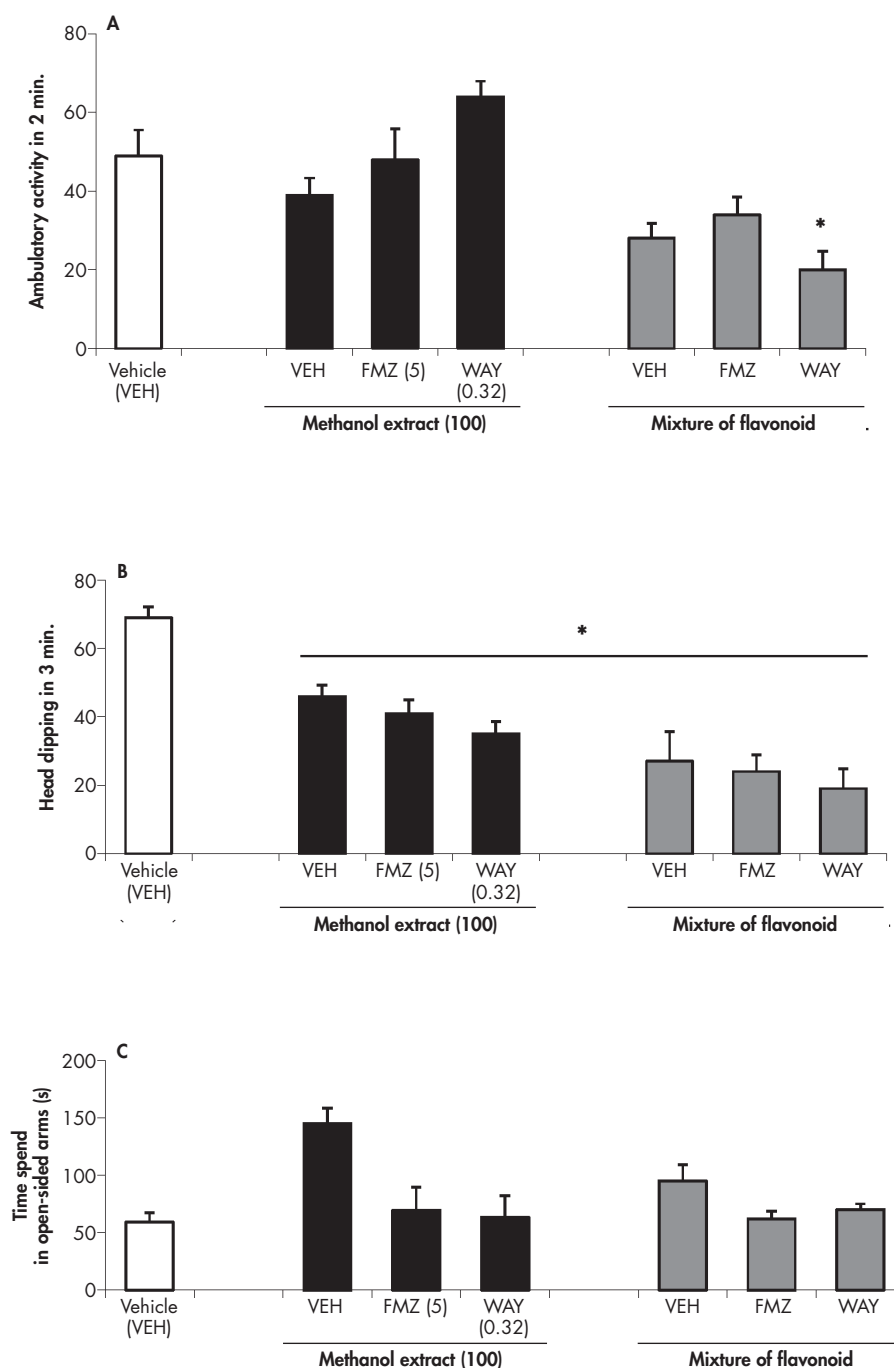 A
Ambulatory activity in 2 min.
80
60
40
20
0
*
Vehicle VEH FMZ (5) WAY VEH FMZ WAY
(VEH) (0.32)
Methanol extract (100) Mixture of flavonoid
B
Head dipping in 3 min.
80
60
40
20
0
*
Vehicle VEH FMZ (5) WAY VEH FMZ WAY
(VEH) (0.32)
Methanol extract (100) Mixture of flavonoid
C
Time spend
in open-sided arms (s)
200
150
100
50
0
Vehicle VEH FMZ (5) WAY VEH FMZ WAY
(VEH) (0.32)
Methanol extract (100) Mixture of flavonoid